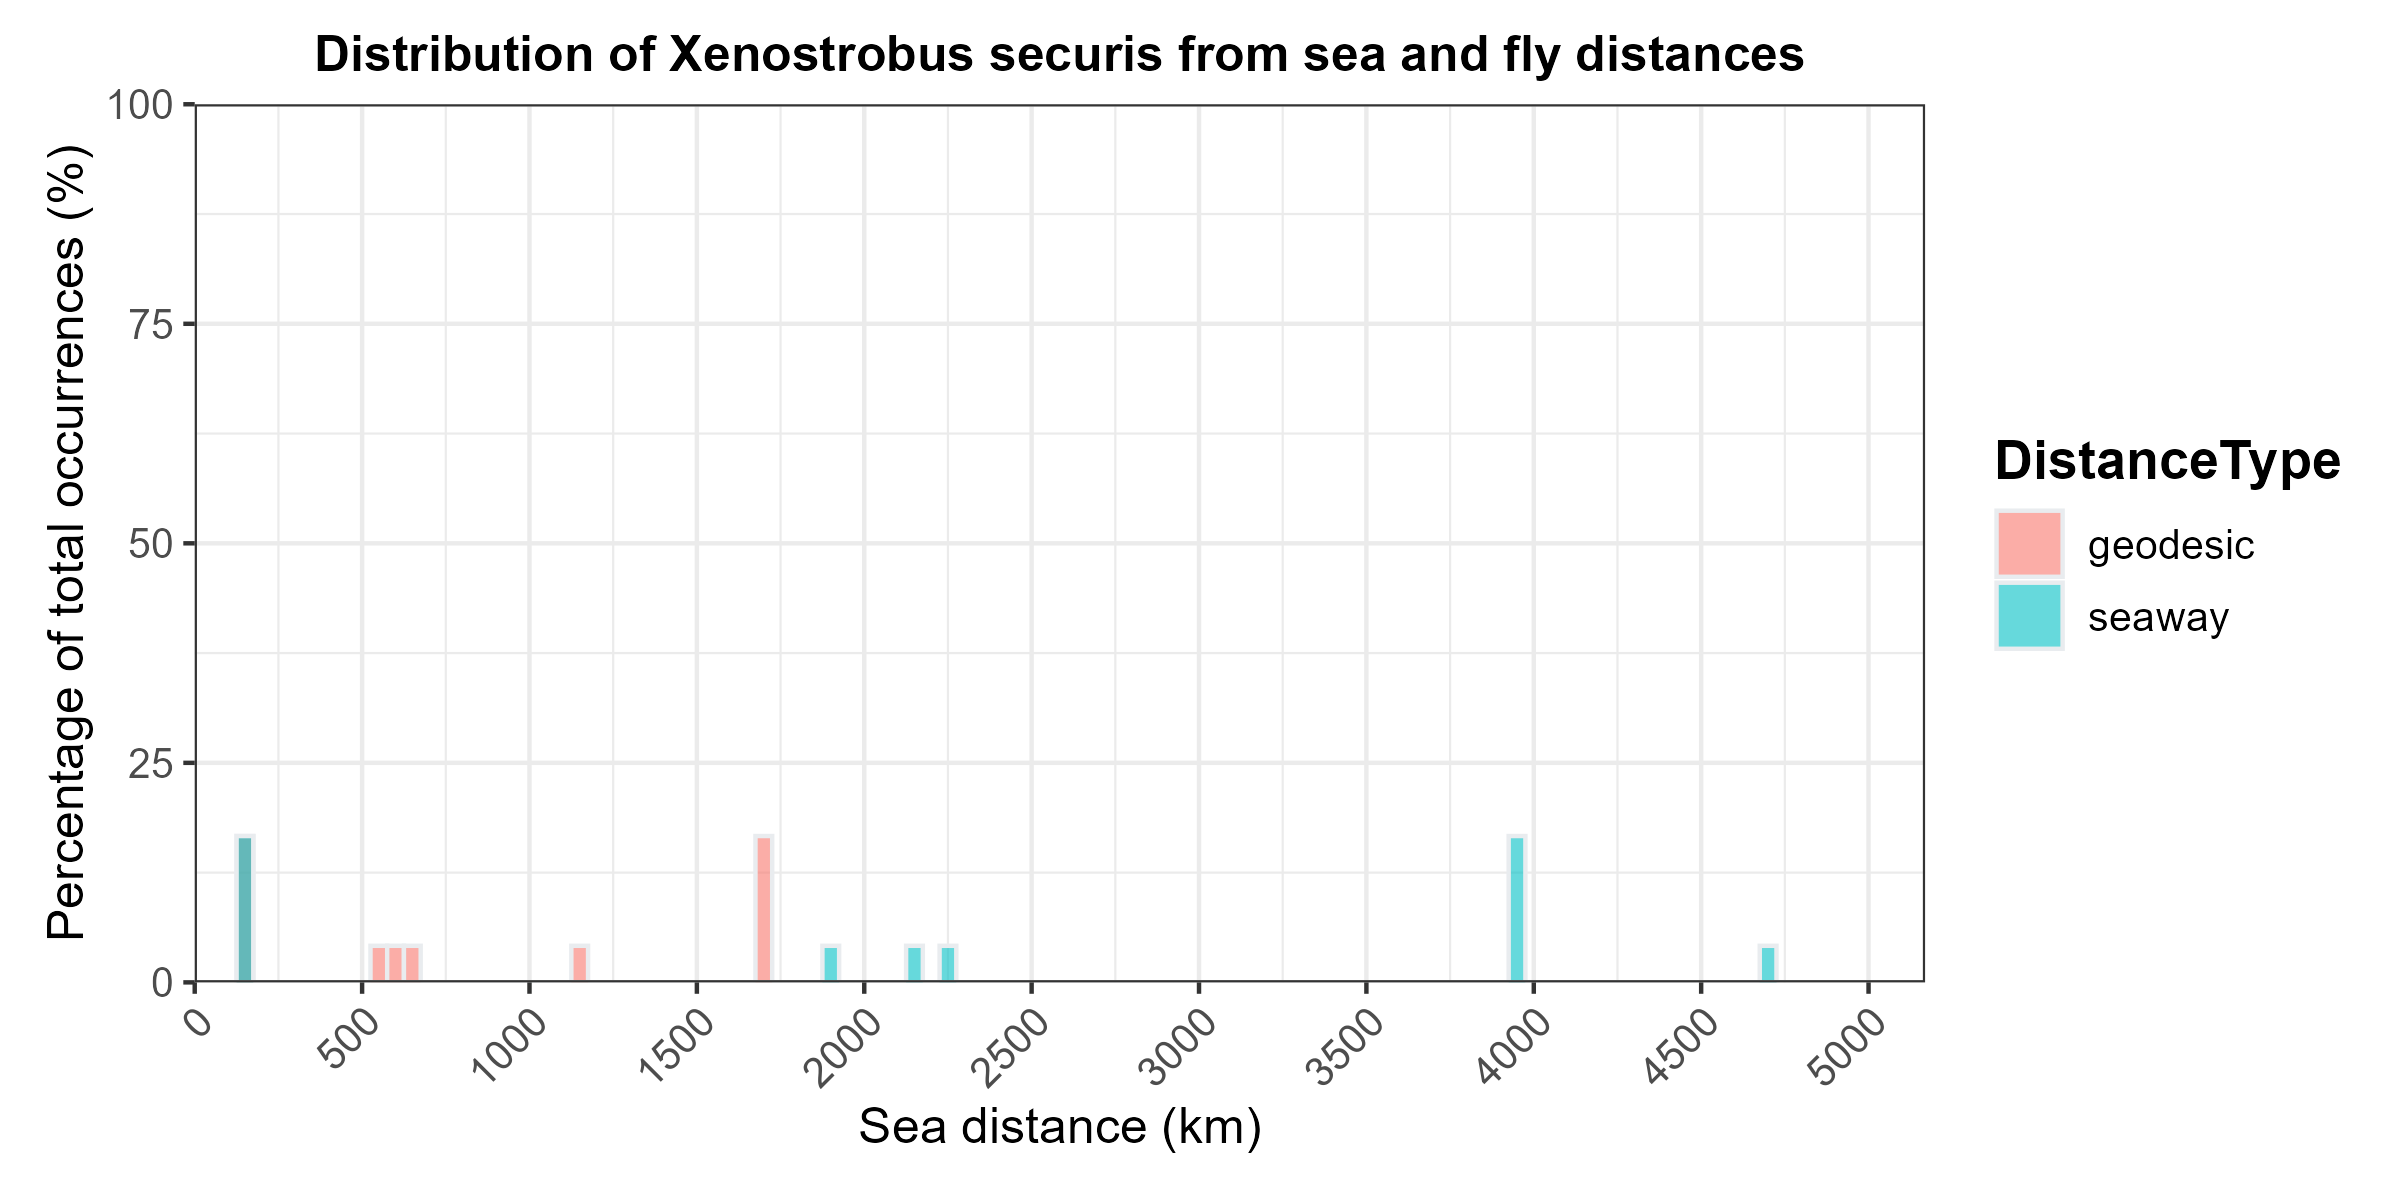 Distribution of Xenostrobus securis from sea and fly distances
Percentage of total occurrences (%)
100
75
50
25
0
0
500
1000
1500
2000
2500
3000
3500
4000
4500
5000
Sea distance (km)
DistanceType
geodesic
seaway